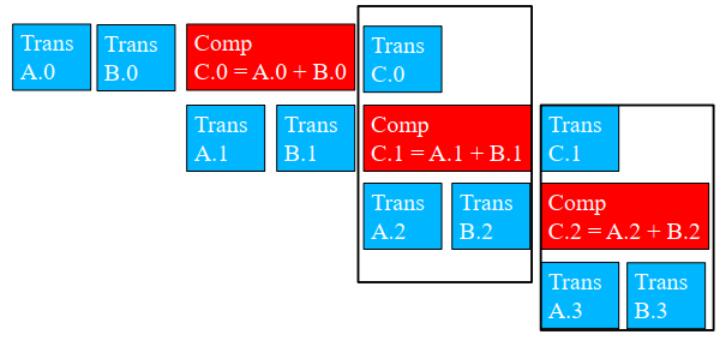 Trans
A.0
Trans
B.0
Comp
C.0 = A.0 + B.0
Trans
C.0
Trans
A.1
Trans
B.1
Comp
C.1 = A.1 + B.1
Trans
C.1
Trans
A.2
Trans
B.2
Comp
C.2 = A.2 + B.2
Trans
A.3
Trans
B.3